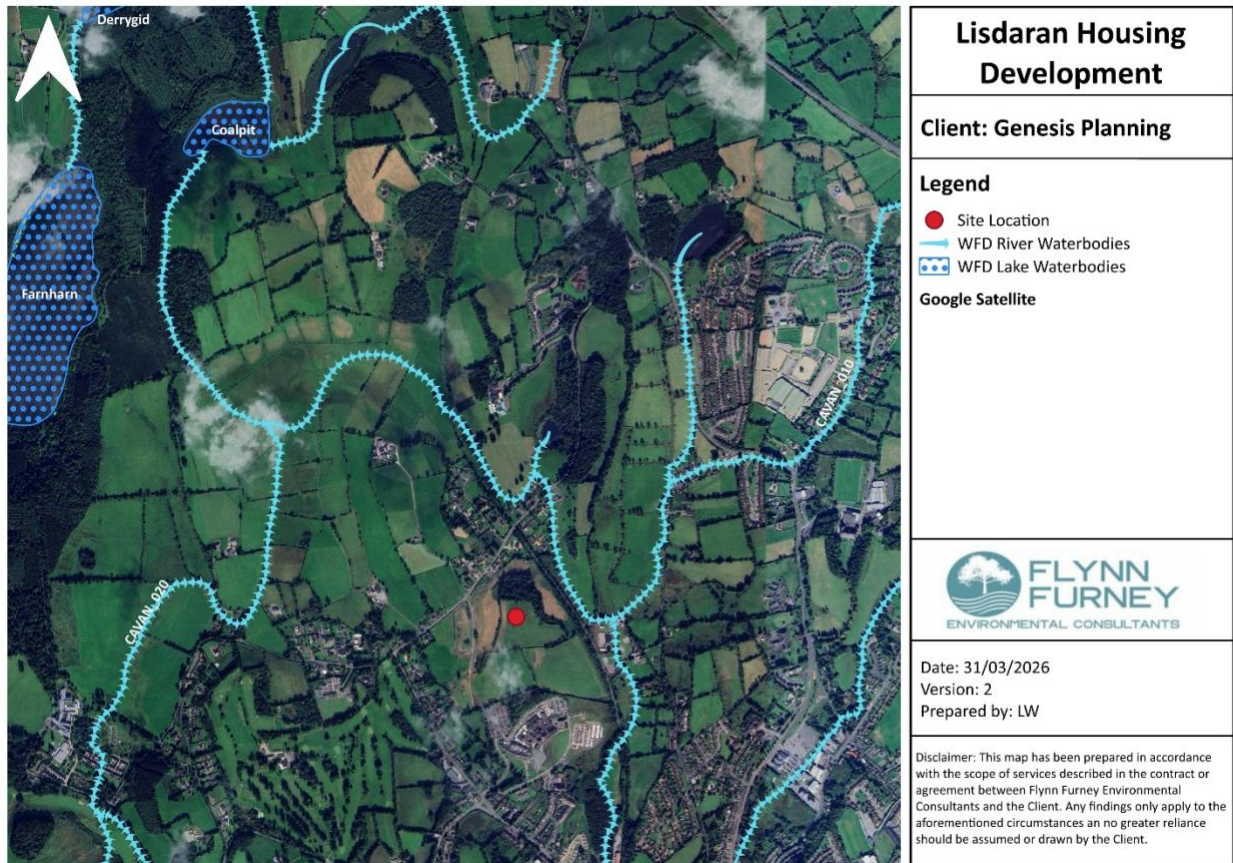 Derrygid
Coalpit
Farnharn
CAVAN_010
CAVAN_020
Lisdaran Housing
Development
Client: Genesis Planning
Legend
Site Location
WFD River Waterbodies
WFD Lake Waterbodies
Google Satellite
FLYNN
FURNEY
ENVIRONMENTAL CONSULTANTS
Date: 31/03/2026
Version: 2
Prepared by: LW
Disclaimer: This map has been prepared in accordance
with the scope of services described in the contract or
agreement between Flynn Furney Environmental
Consultants and the Client. Any findings only apply to the
aforementioned circumstances an no greater reliance
should be assumed or drawn by the Client.